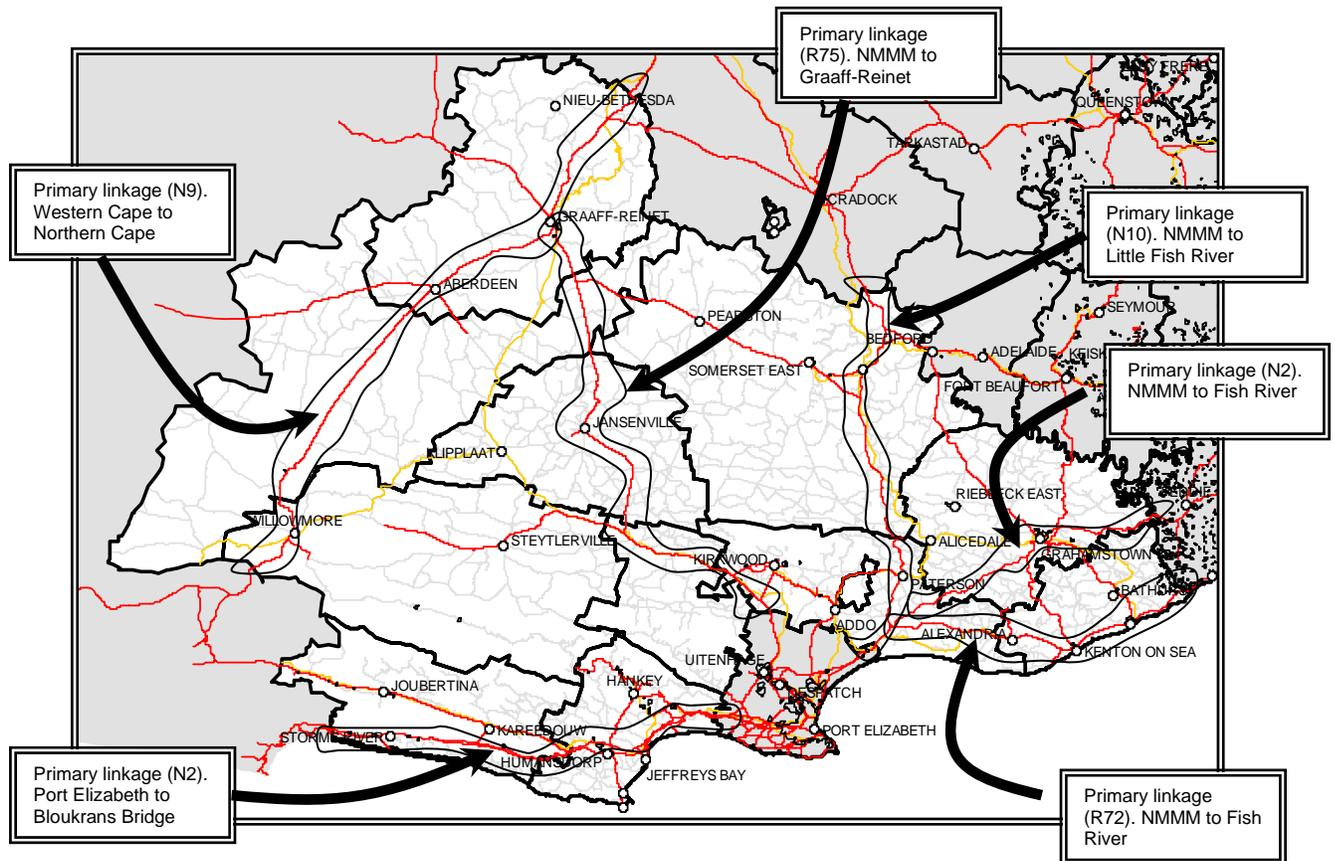 Primary linkage
(R75). NMMM to
Graaff-Reinet
NIEU-BETHESDA
QUEENSTOWN
TARKASTAD
Primary linkage (N9).
Western Cape to
Northern Cape
CRADOCK
Primary linkage
(N10). NMMM to
Little Fish River
GRAAFF-REINET
ABERDEEN
PEARSTON
SEYMOUR
BEDFORD
ADELAIDE
SOMERSET EAST
FORT BEAUFORT
Primary linkage (N2).
NMMM to Fish River
JANSENVILLE
KLIPPLAAT
RIEBEECK EAST
WILLOWMORE
STEYTLERVILLE
ALICEDALE
GRAHAMSTOWN
KIRKWOOD
PATERSON
ADDO
ALEXANDRIA
KENTON ON SEA
UITENHAGE
JOUBERTINA
HANKEY
DESPATCH
KAREEDOUW
PORT ELIZABETH
HUMANSDORP
JEFFREYS BAY
Primary linkage (N2).
Port Elizabeth to
Bloukrans Bridge
Primary linkage
(R72). NMMM to Fish
River